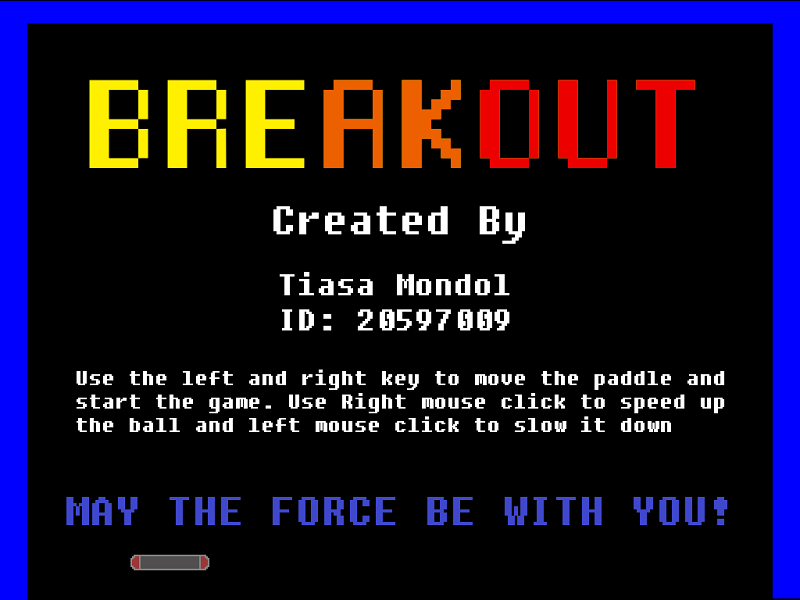 BREAKOUT
Created By
Tiasa Mondol
ID: 20597009
Use the left and right key to move the paddle and
start the game. Use Right mouse click to speed up
the ball and left mouse click to slow it down
MAY THE FORCE BE WITH YOU!